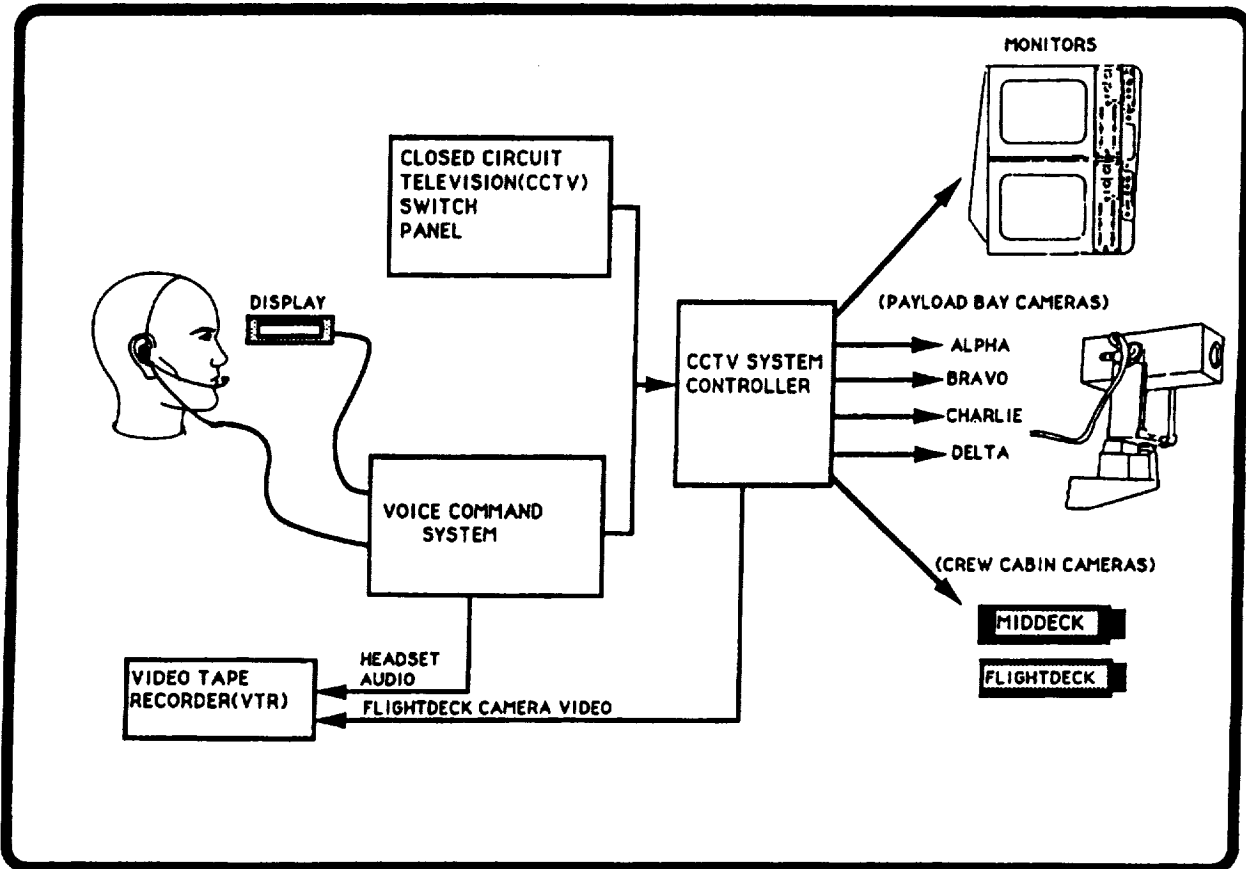 MONITORS
CLOSED CIRCUIT
TELEVISION(CCTV)
SWITCH
PANEL
DISPLAY
(PAYLOAD BAY CAMERAS)
ALPHA
BRAVO
CHARLIE
DELTA
CCTV SYSTEM
CONTROLLER
VOICE COMMAND
SYSTEM
(CREW CABIN CAMERAS)
MIDDECK
FLIGHTDECK
HEADSET
AUDIO
VIDEO TAPE
RECORDER(VTR)
FLIGHTDECK CAMERA VIDEO